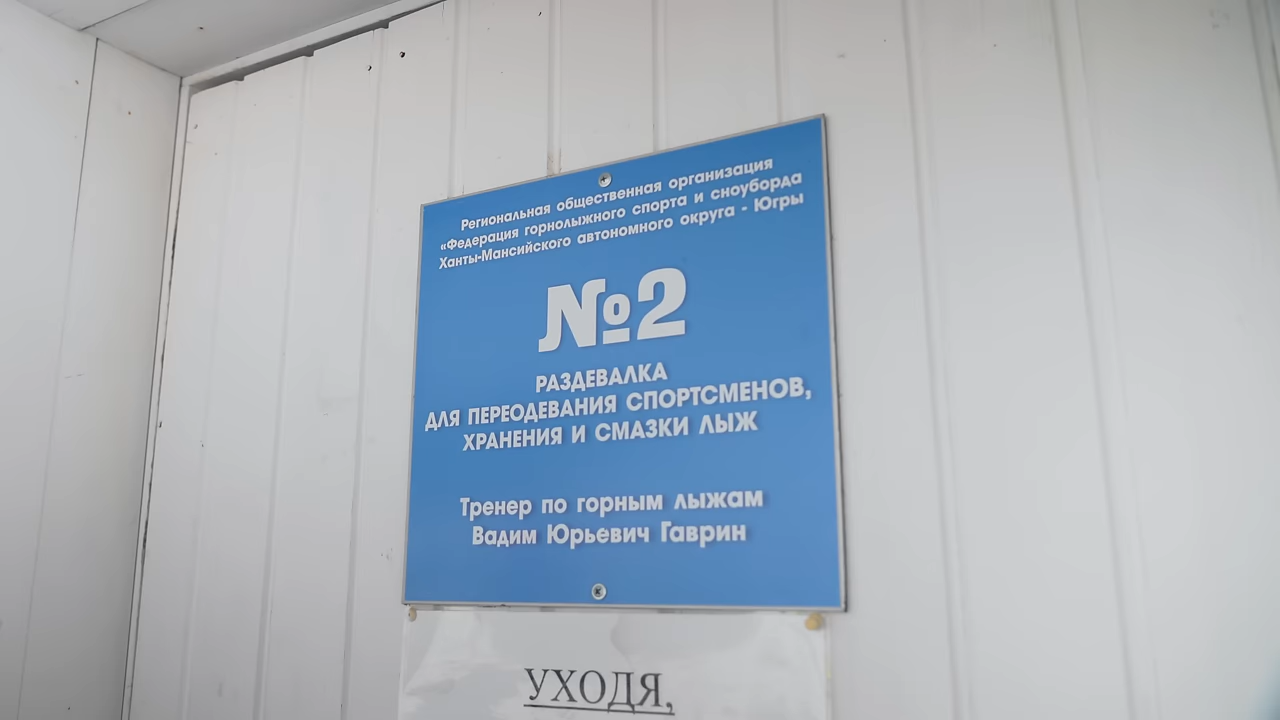 Региональная общественная организация
«Федерация горнолыжного спорта и сноуборда
Ханты-Мансийского автономного округа - Югры
№2
РАЗДЕВАЛКА
ДЛЯ ПЕРЕОДЕВАНИЯ СПОРТСМЕНОВ,
ХРАНЕНИЯ И СМАЗКИ ЛЫЖ
Тренер по горным лыжам
Вадим Юрьевич Гаврин
УХОДЯ,